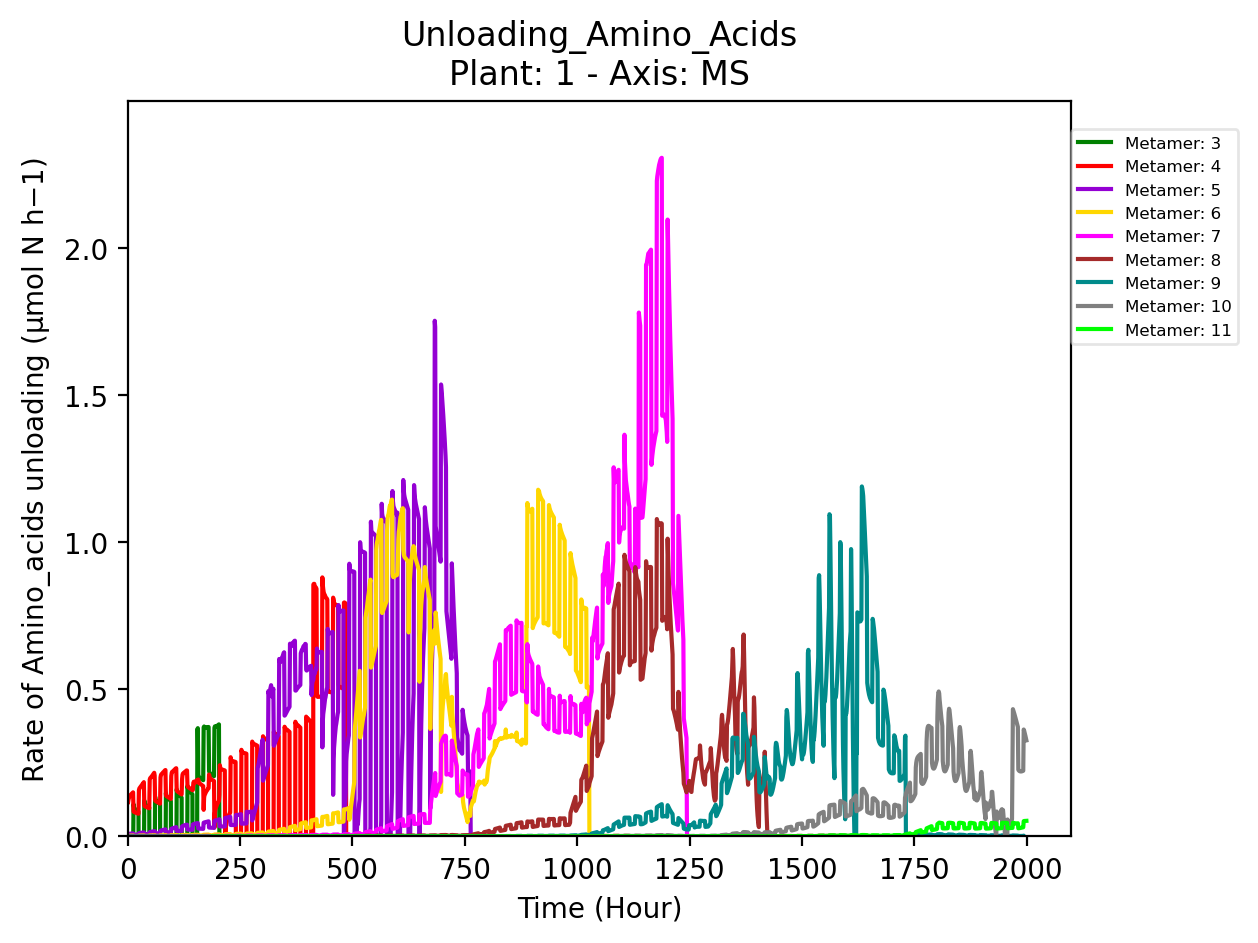 Unloading_Amino_Acids
Plant: 1 - Axis: MS
Rate of Amino_acids unloading (µmol N h−1)
2.0
1.5
1.0
0.5
0.0
0 250 500 750 1000 1250 1500 1750 2000
Time (Hour)
Metamer: 3
Metamer: 4
Metamer: 5
Metamer: 6
Metamer: 7
Metamer: 8
Metamer: 9
Metamer: 10
Metamer: 11